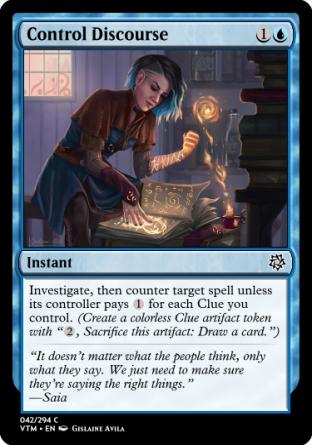 Control Discourse 1
Instant
Investigate, then counter target spell unless
its controller pays 1 for each Clue you
control. (Create a colorless Clue artifact token
with “2, Sacrifice this artifact: Draw a card.”)
“It doesn’t matter what the people think, only
what they say. We just need to make sure
they’re saying the right things.”
—Saia
042/294 C
VTM • EN GISLAINE AVILA